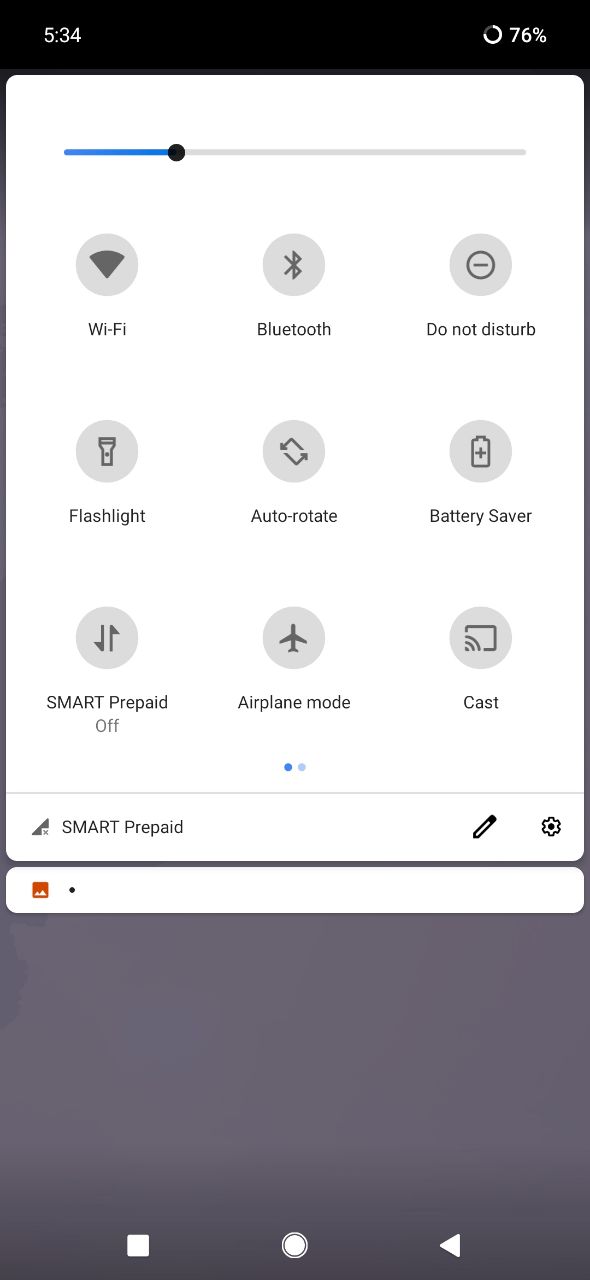 5:34
76%
Wi-Fi
Bluetooth
Do not disturb
Flashlight
Auto-rotate
Battery Saver
SMART Prepaid
Off
Airplane mode
Cast
SMART Prepaid